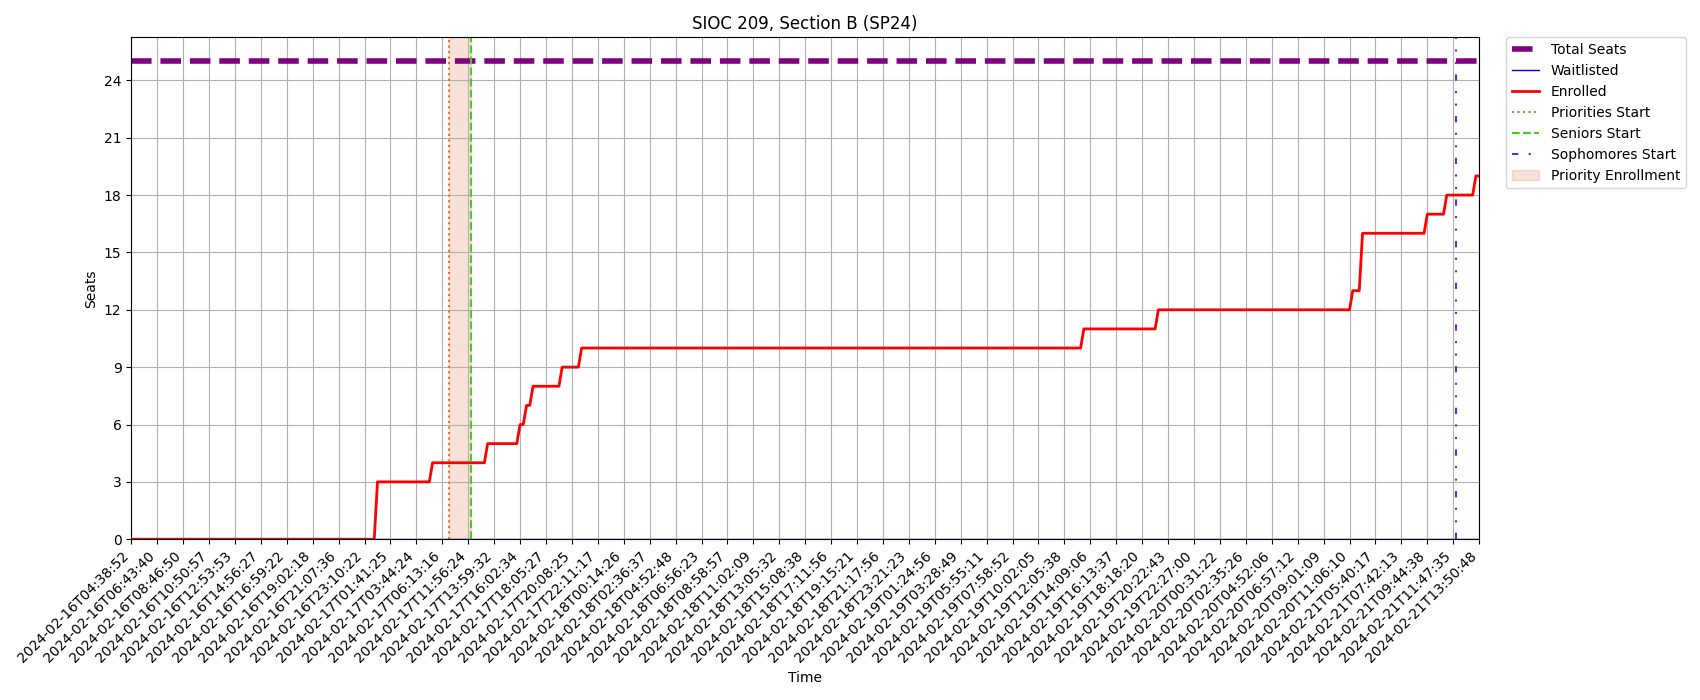 SIOC 209, Section B (SP24)
Total Seats
Waitlisted
Enrolled
Priorities Start
Seniors Start
Sophomores Start
Priority Enrollment
Seats
24
21
18
15
12
9
6
3
0
2024-02-16T04:38:52
2024-02-16T06:43:40
2024-02-16T08:46:50
2024-02-16T10:50:57
2024-02-16T12:53:53
2024-02-16T14:56:27
2024-02-16T16:59:22
2024-02-16T19:02:18
2024-02-16T21:07:36
2024-02-16T23:10:22
2024-02-17T01:41:25
2024-02-17T03:44:24
2024-02-17T06:13:16
2024-02-17T11:56:24
2024-02-17T13:59:32
2024-02-17T16:02:34
2024-02-17T18:05:27
2024-02-17T20:08:25
2024-02-17T22:11:17
2024-02-18T00:14:26
2024-02-18T02:36:37
2024-02-18T04:52:48
2024-02-18T06:56:23
2024-02-18T08:58:57
2024-02-18T11:02:09
2024-02-18T13:05:32
2024-02-18T15:08:38
2024-02-18T17:11:56
2024-02-18T19:15:21
2024-02-18T21:17:56
2024-02-18T23:21:23
2024-02-19T01:24:56
2024-02-19T03:28:49
2024-02-19T05:55:11
2024-02-19T07:58:52
2024-02-19T10:02:05
2024-02-19T12:05:38
2024-02-19T14:09:06
2024-02-19T16:13:37
2024-02-19T18:18:20
2024-02-19T20:22:43
2024-02-19T22:27:00
2024-02-20T00:31:22
2024-02-20T02:35:26
2024-02-20T04:52:06
2024-02-20T06:57:12
2024-02-20T09:01:09
2024-02-20T11:06:10
2024-02-21T05:40:17
2024-02-21T07:42:13
2024-02-21T09:44:38
2024-02-21T11:47:35
2024-02-21T13:50:48
Time